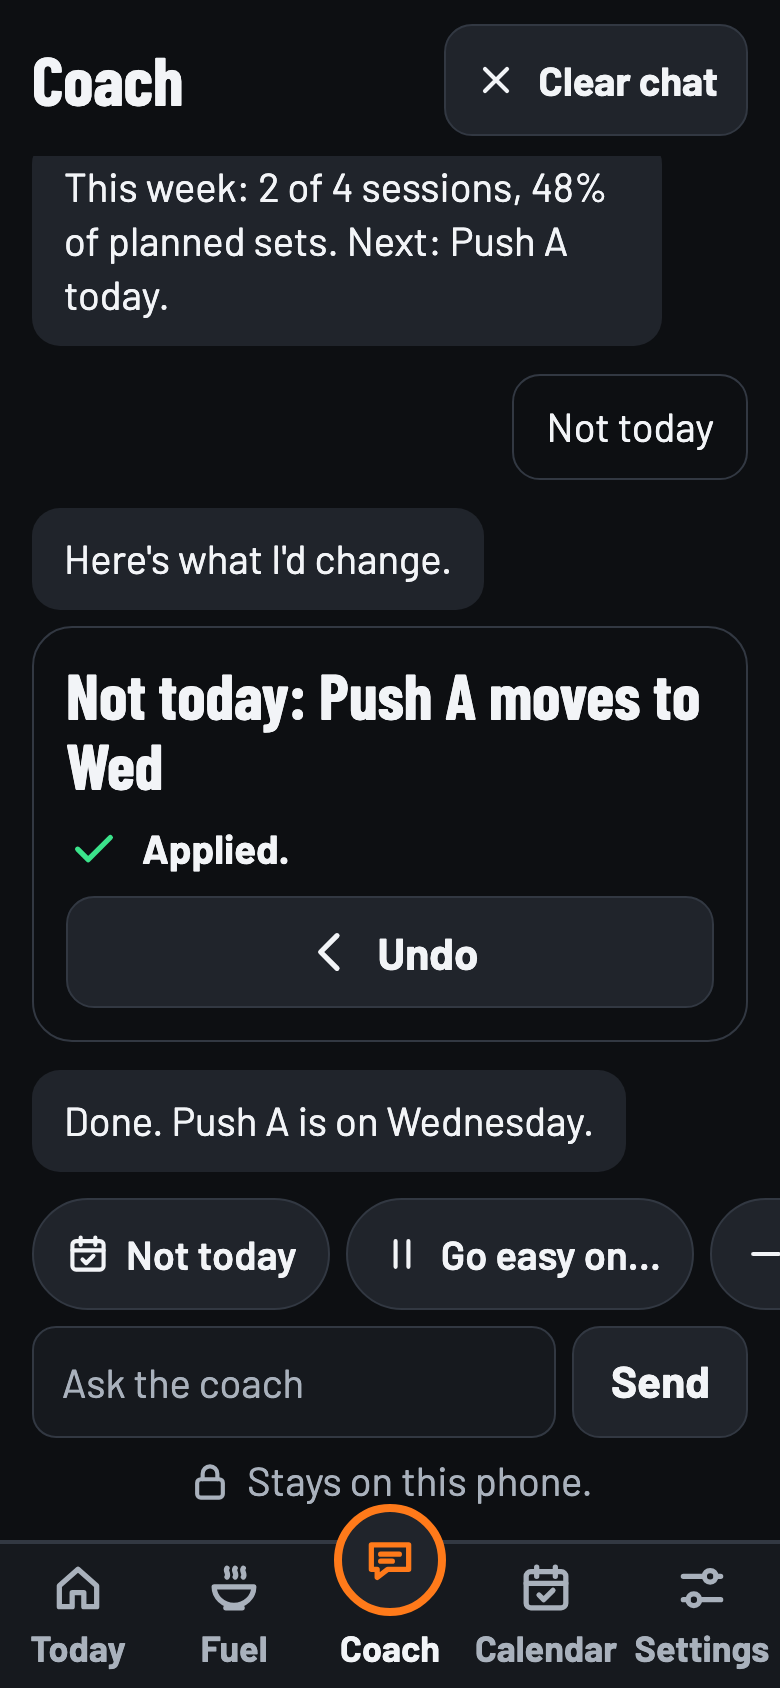 Coach
Clear chat
This week: 2 of 4 sessions, 48%
of planned sets. Next: Push A
today.
Not today
Here's what I'd change.
Not today: Push A moves to
Wed
Applied.
Undo
Done. Push A is on Wednesday.
Not today
Go easy on...
Ask the coach
Send
Stays on this phone.
Today
Fuel
Coach
Calendar
Settings